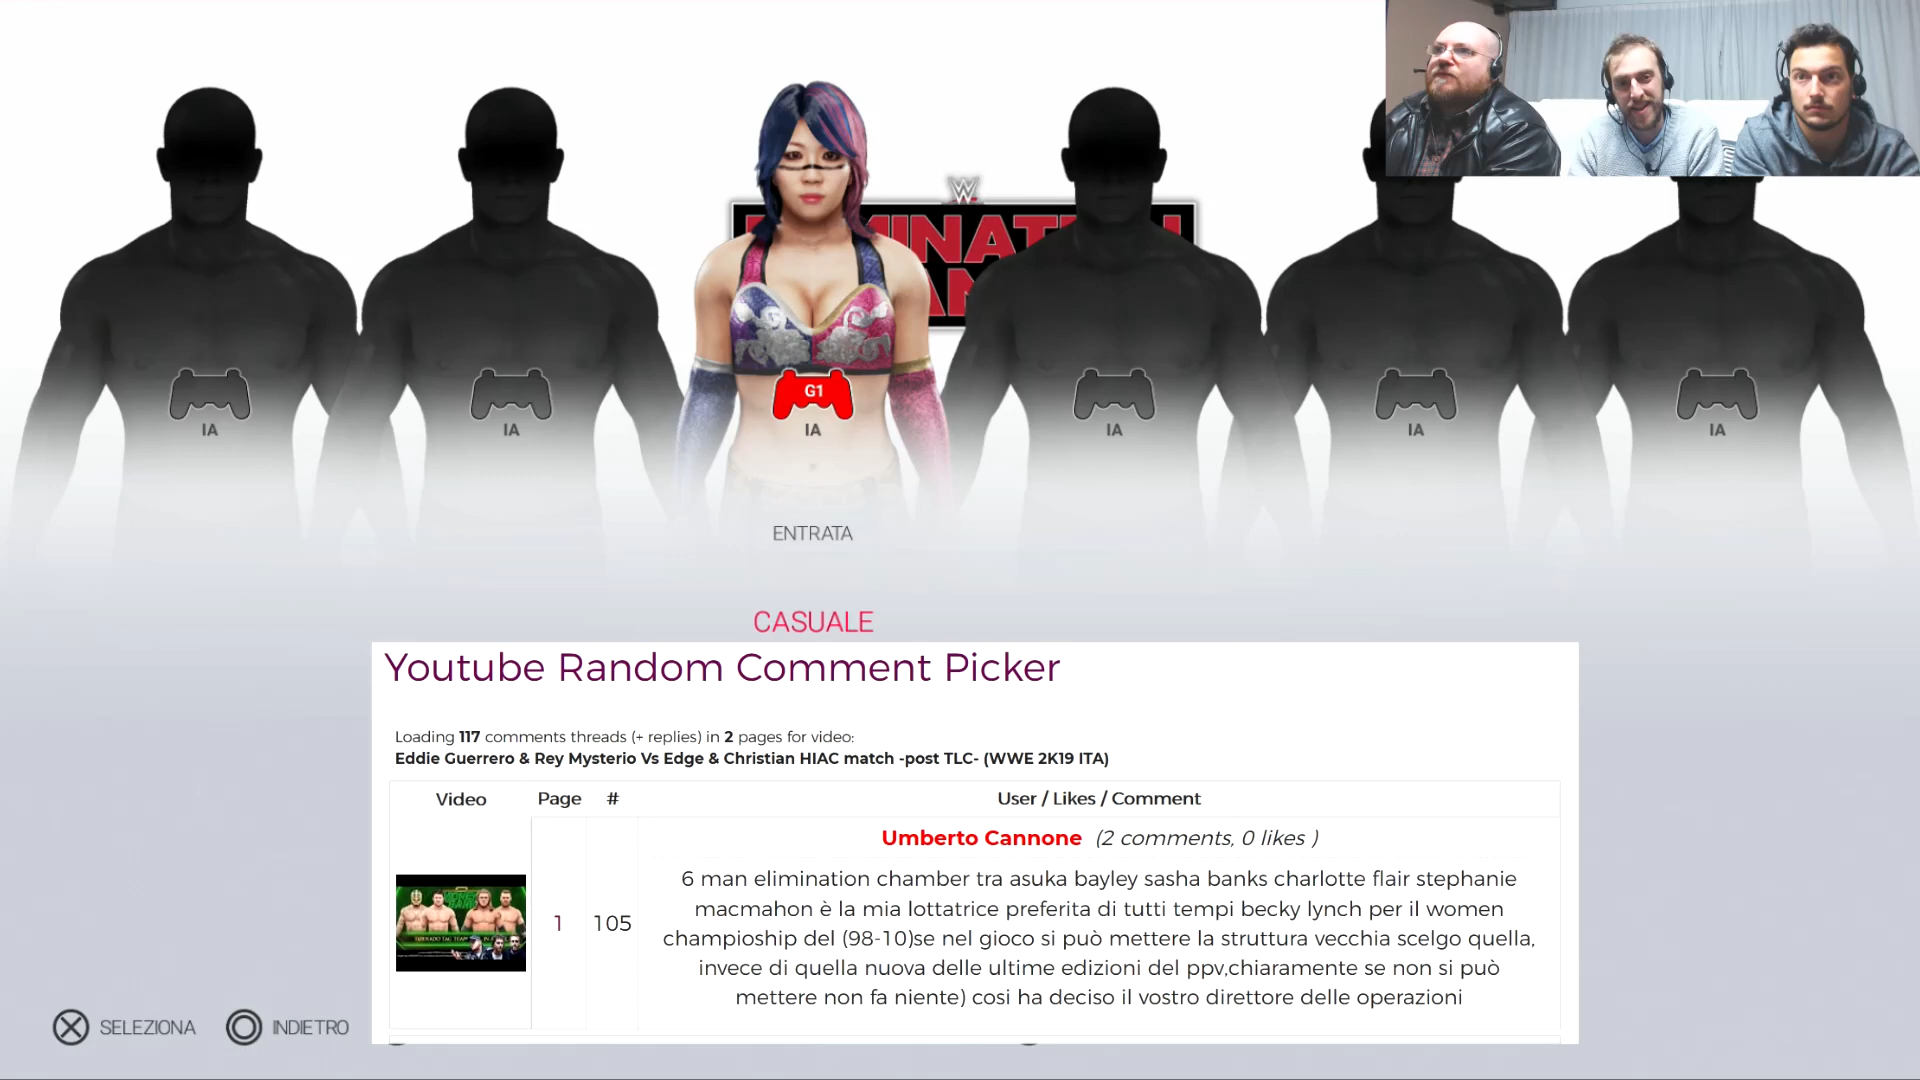 W
G1
IA
IA
IA
IA
IA
IA
ENTRATA
CASUALE
Youtube Random Comment Picker
Loading 117 comments threads (+ replies) in 2 pages for video:
Eddie Guerrero & Rey Mysterio Vs Edge & Christian HIAC match -post TLC- (WWE 2K19 ITA)
Video Page # User / Likes / Comment
Umberto Cannone (2 comments, 0 likes )
1 105
6 man elimination chamber tra asuka bayley sasha banks charlotte flair stephanie
macmahon è la mia lottatrice preferita di tutti tempi becky lynch per il women
champioship del (98-10)se nel gioco si può mettere la struttura vecchia scelgo quella,
invece di quella nuova delle ultime edizioni del ppv,chiaramente se non si può
mettere non fa niente) cosi ha deciso il vostro direttore delle operazioni
SELEZIONA INDIETRO